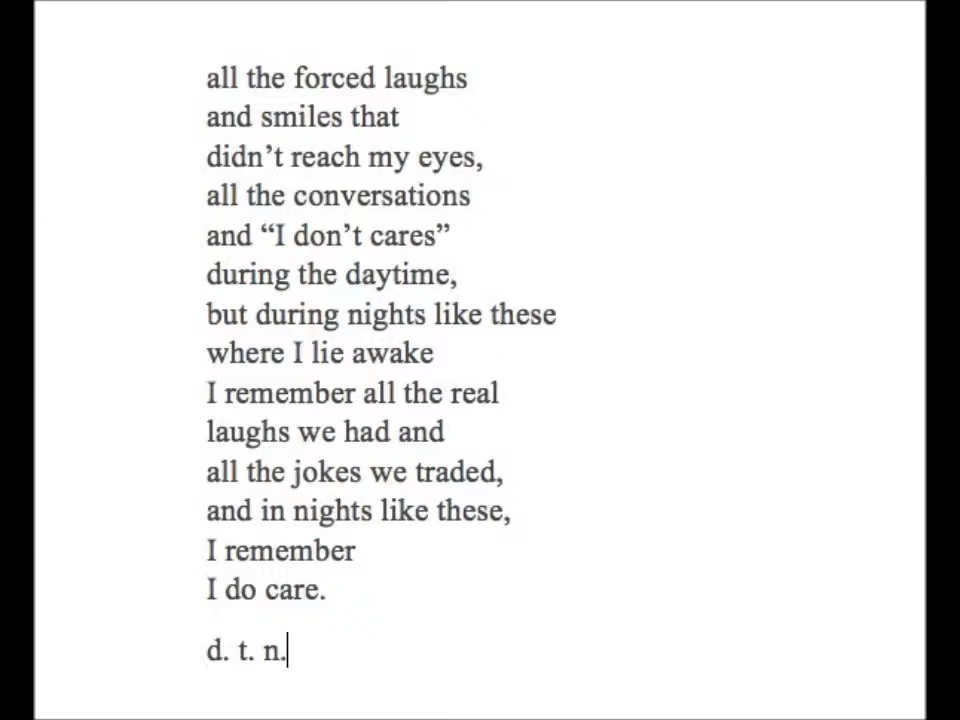 all the forced laughs
and smiles that
didn’t reach my eyes,
all the conversations
and “I don’t cares”
during the daytime,
but during nights like these
where I lie awake
I remember all the real
laughs we had and
all the jokes we traded,
and in nights like these,
I remember
I do care.
d. t. n.